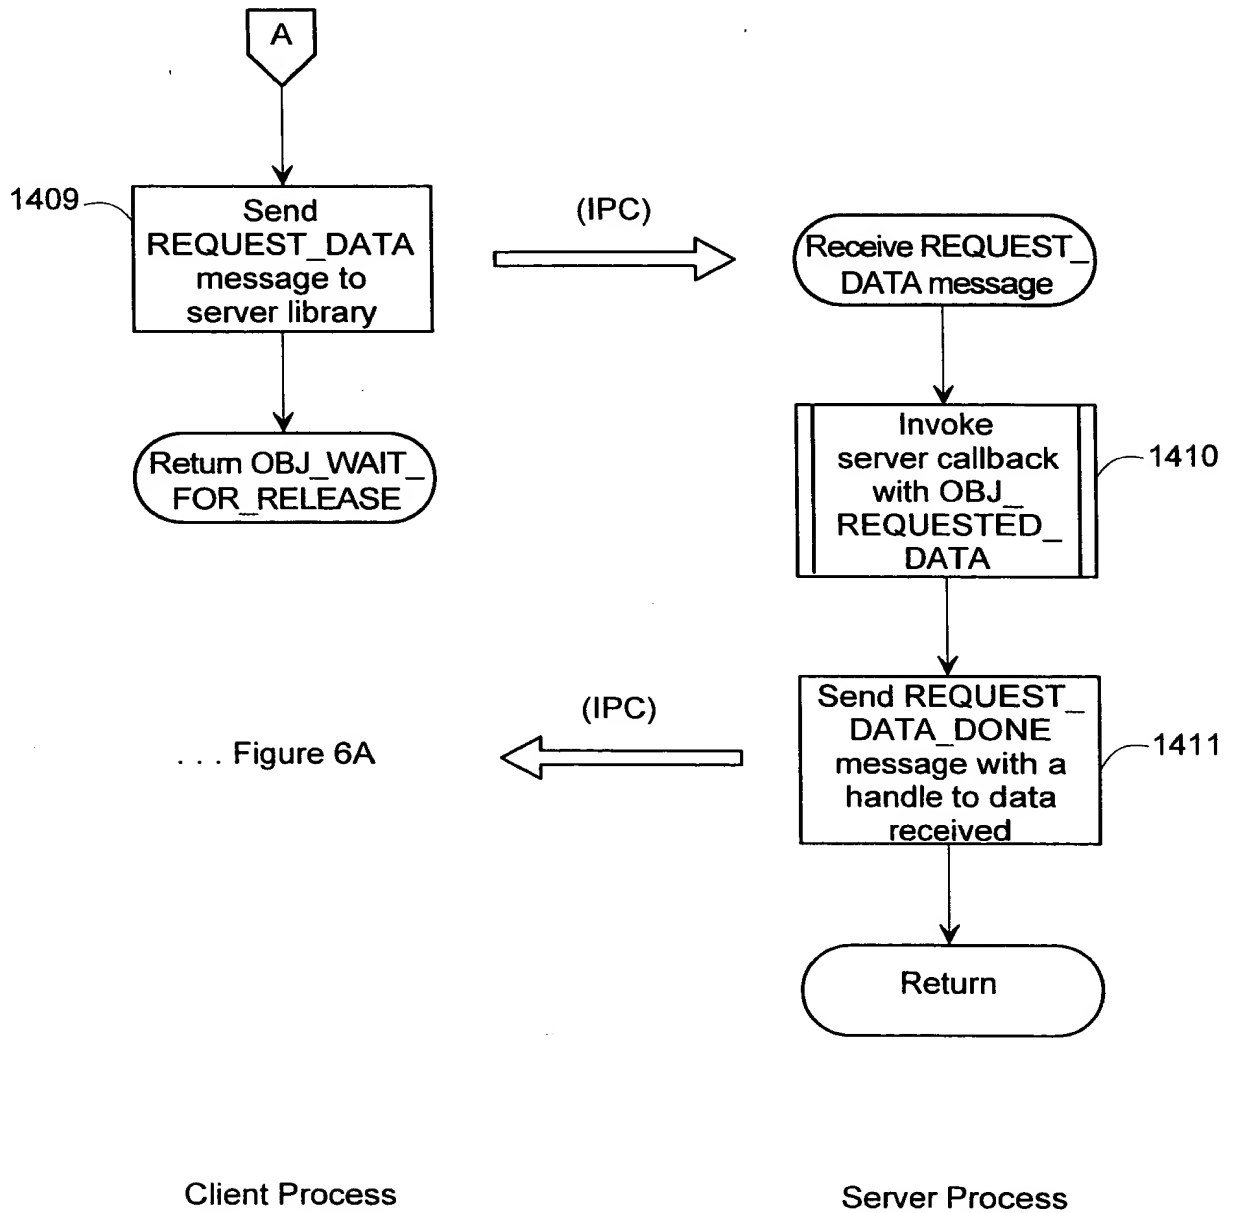 A
1409
Send
REQUEST_DATA
message to
server library
(IPC)
Receive REQUEST_
DATA message
Return OBJ_WAIT_
FOR_RELEASE
Invoke
server callback
with OBJ_
REQUESTED_
DATA
1410
(IPC)
. . . Figure 6A
Send REQUEST_
DATA_DONE
message with a
handle to data
received
1411
Return
Client Process
Server Process